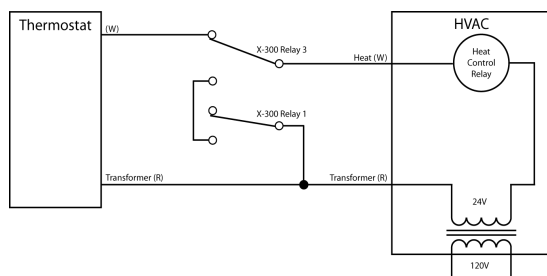 Thermostat
(W)
X-300 Relay 3
Heat (W)
HVAC
Heat
Control
Relay
X-300 Relay 1
Transformer (R)
Transformer (R)
24V
120V